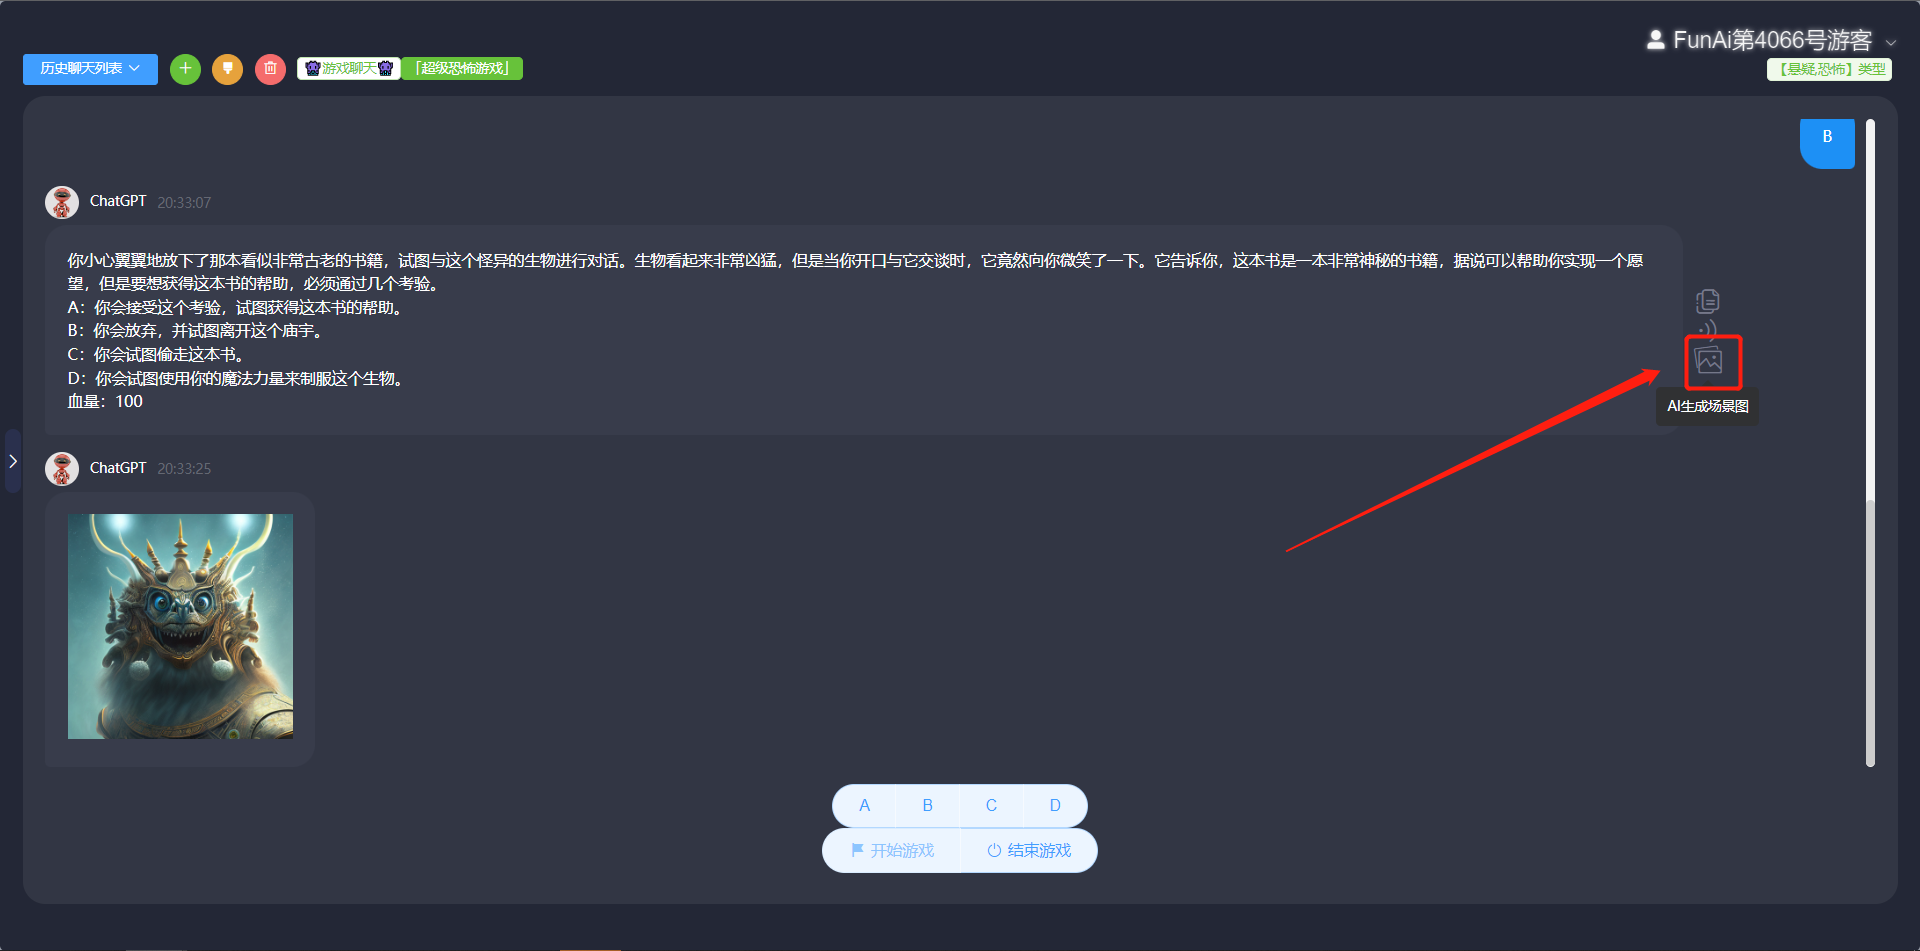 FunAi第4066号游客
历史聊天列表
游戏聊天
「超级恐怖游戏」
【悬疑,恐怖】类型
B
ChatGPT 20:33:07
你小心翼翼地放下了那本看似非常古老的书籍，试图与这个怪异的生物进行对话。生物看起来非常凶猛，但是当你开口与它交谈时，它竟然向你微笑了一下。它告诉你，这本书是一本非常神秘的书籍，据说可以帮助你实现一个愿
望，但是要想获得这本书的帮助，必须通过几个考验。
A：你会接受这个考验，试图获得这本书的帮助。
B：你会放弃，并试图离开这个庙宇。
C：你会试图偷走这本书。
D：你会试图使用你的魔法力量来制服这个生物。
血量：100
AI生成场景图
ChatGPT 20:33:25
A B C D
开始游戏 结束游戏